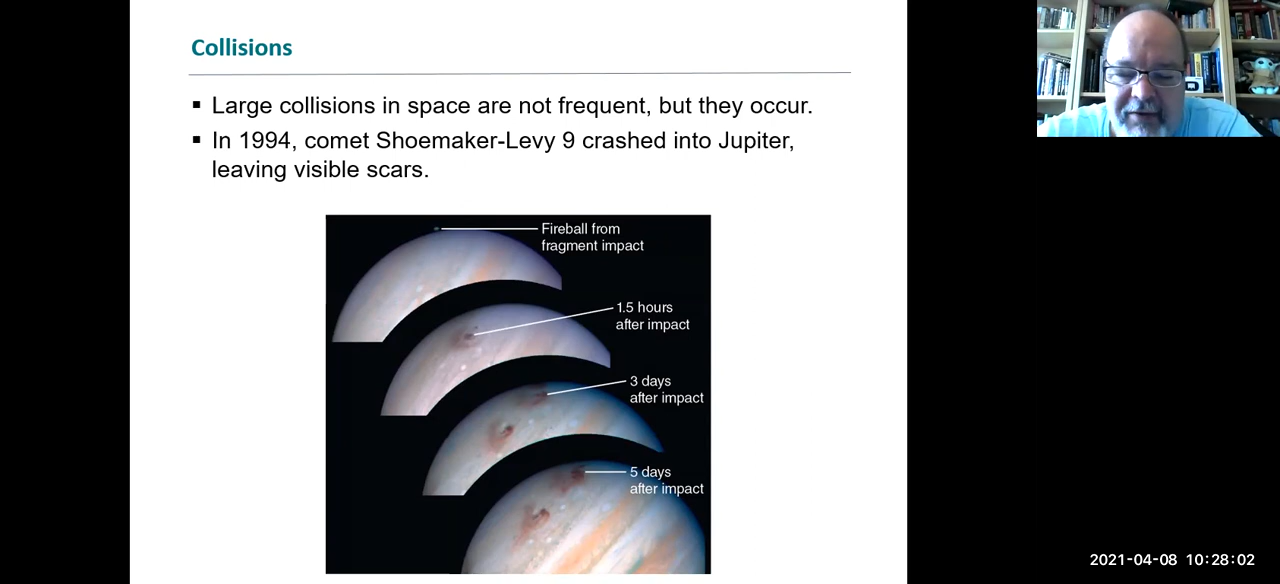 Collisions
▪ Large collisions in space are not frequent, but they occur.
▪ In 1994, comet Shoemaker-Levy 9 crashed into Jupiter,
leaving visible scars.
Fireball from
fragment impact
1.5 hours
after impact
3 days
after impact
5 days
after impact
2021-04-08 10:28:02